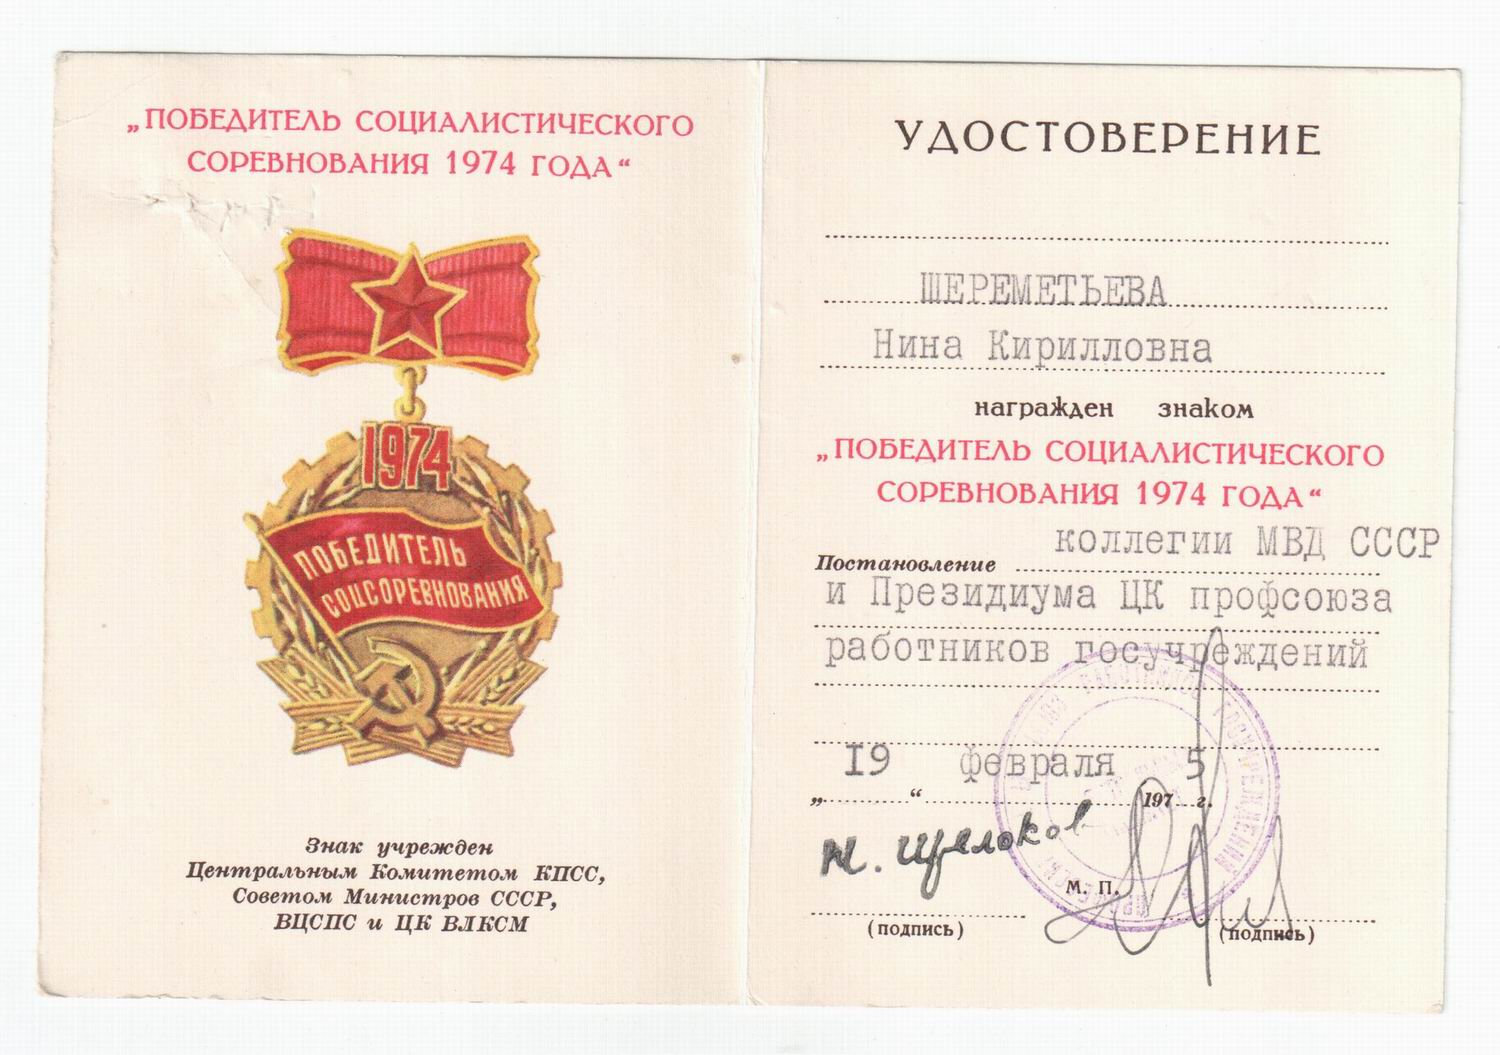 „ПОБЕДИТЕЛЬ СОЦИАЛИСТИЧЕСКОГО
СОРЕВНОВАНИЯ 1974 ГОДА“
1974
ПОБЕДИТЕЛЬ
СОЦСОРЕВНОВАНИЯ
Знак учрежден
Центральным Комитетом КПСС,
Советом Министров СССР,
ВЦСПС и ЦК ВЛКСМ
УДОСТОВЕРЕНИЕ
ШЕРЕМЕТЬЕВА
Нина Кирилловна
награжден знаком
„ПОБЕДИТЕЛЬ СОЦИАЛИСТИЧЕСКОГО
СОРЕВНОВАНИЯ 1974 ГОДА“
Постановление коллегии МВД СССР
и Президиума ЦК профсоюза
работников госучреждений
„19“ февраля 1975 г.
Н. Щелоков
М. П.
(подпись) (подпись)